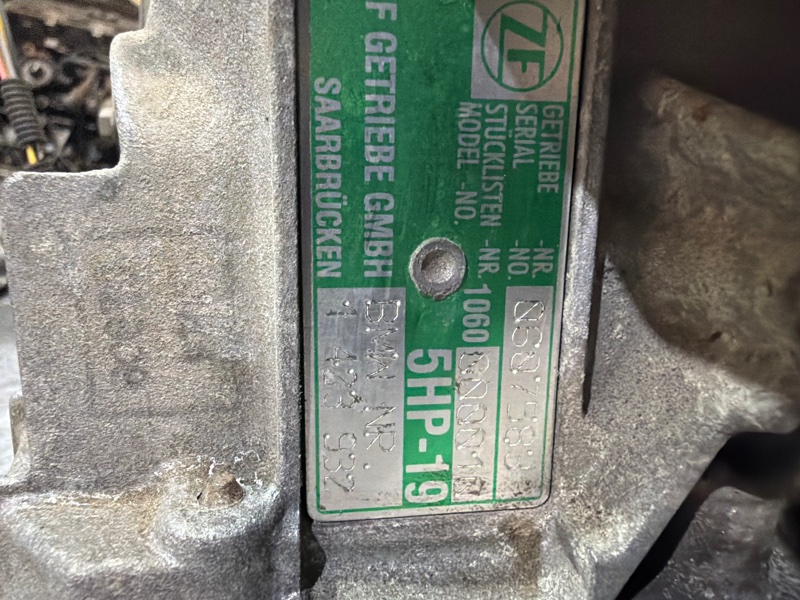 ZF
GETRIEBE -NR.
SERIAL -NO.
STÜCKLISTEN -NR. 1060
MODEL -NO.
5HP-19
F GETRIEBE GMBH
SAARBRÜCKEN
BMW NR.
1 423 932